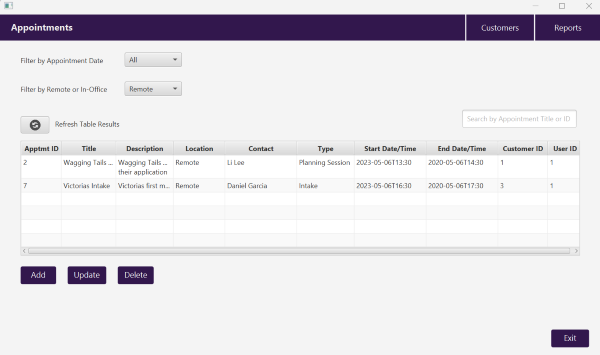 Appointments Customers Reports
Filter by Appointment Date All
Filter by Remote or In-Office Remote
Search by Appointment Title or ID
Refresh Table Results
Apptmt ID Title Description Location Contact Type Start Date/Time End Date/Time Customer ID User ID
2 Wagging Tails ... Wagging Tails ... Remote Li Lee Planning Session 2023-05-06T13:30 2020-05-06T14:30 1 1
their application
7 Victorias Intake Victorias first m... Remote Daniel Garcia Intake 2023-05-06T16:30 2020-05-06T17:30 3 1
Add Update Delete
Exit